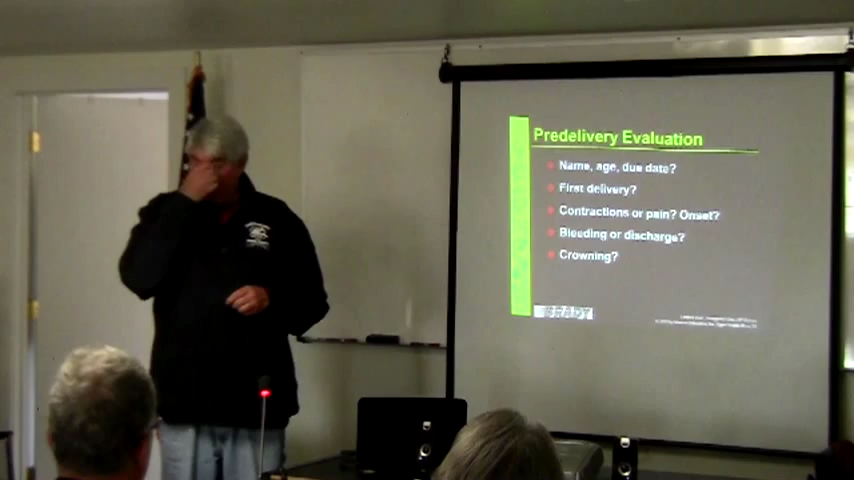 Predelivery Evaluation
Name, age, due date?
First delivery?
Contractions or pain? Onset?
Bleeding or discharge?
Crowning?
BRADY